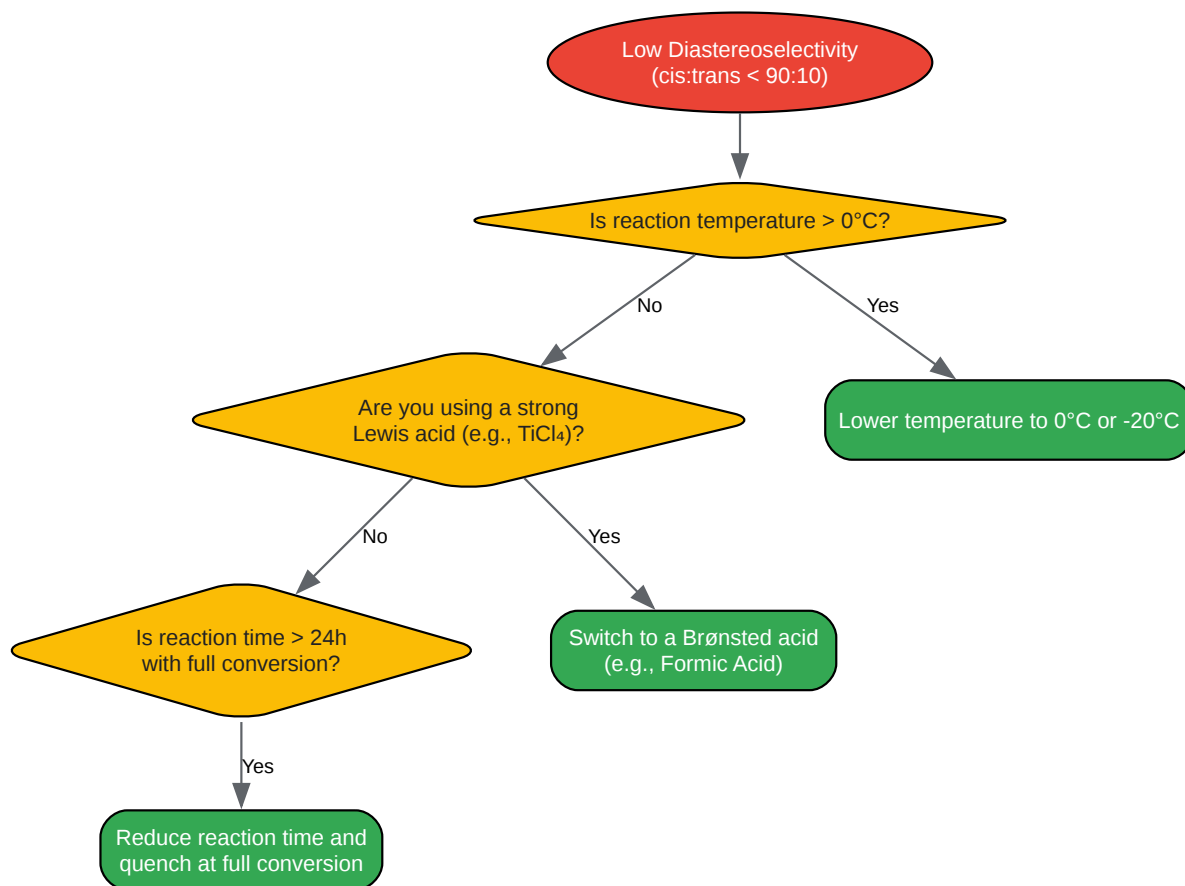 Low Diastereoselectivity
(cis:trans < 90:10)
Is reaction temperature > 0°C?
No
Yes
Are you using a strong
Lewis acid (e.g., TiCl₄)?
Lower temperature to 0°C or -20°C
No
Yes
Is reaction time > 24h
with full conversion?
Switch to a Brønsted acid
(e.g., Formic Acid)
Yes
Reduce reaction time and
quench at full conversion